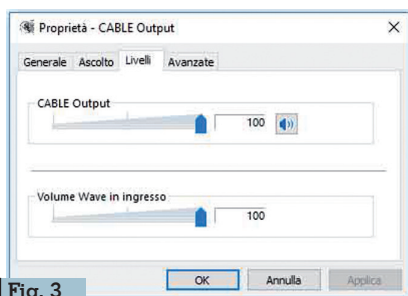 Proprietà - CABLE Output
Generale Ascolto Livelli Avanzate
CABLE Output
100
Volume Wave in ingresso
100
OK Annulla Applica
Fig. 3